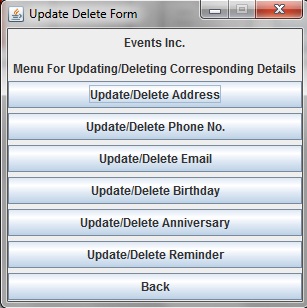 Update Delete Form
Events Inc.
Menu For Updating/Deleting Corresponding Details
Update/Delete Address
Update/Delete Phone No.
Update/Delete Email
Update/Delete Birthday
Update/Delete Anniversary
Update/Delete Reminder
Back